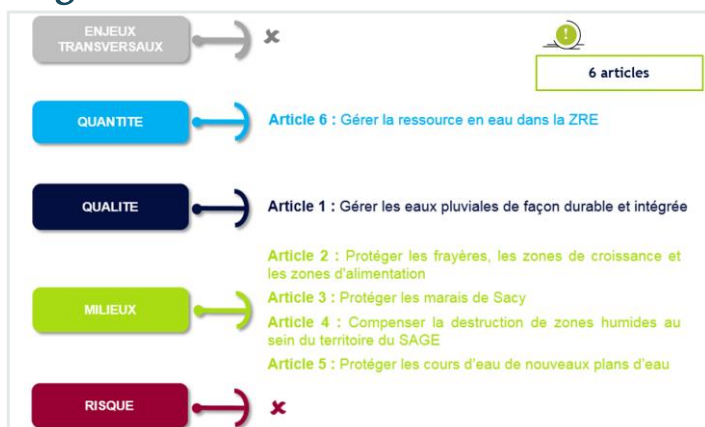 ENJEUX
TRANSVERSAUX
6 articles
QUANTITE
Article 6 : Gérer la ressource en eau dans la ZRE
QUALITE
Article 1 : Gérer les eaux pluviales de façon durable et intégrée
MILIEUX
Article 2 : Protéger les frayères, les zones de croissance et
les zones d'alimentation
Article 3 : Protéger les marais de Sacy
Article 4 : Compenser la destruction de zones humides au
sein du territoire du SAGE
Article 5 : Protéger les cours d'eau de nouveaux plans d'eau
RISQUE